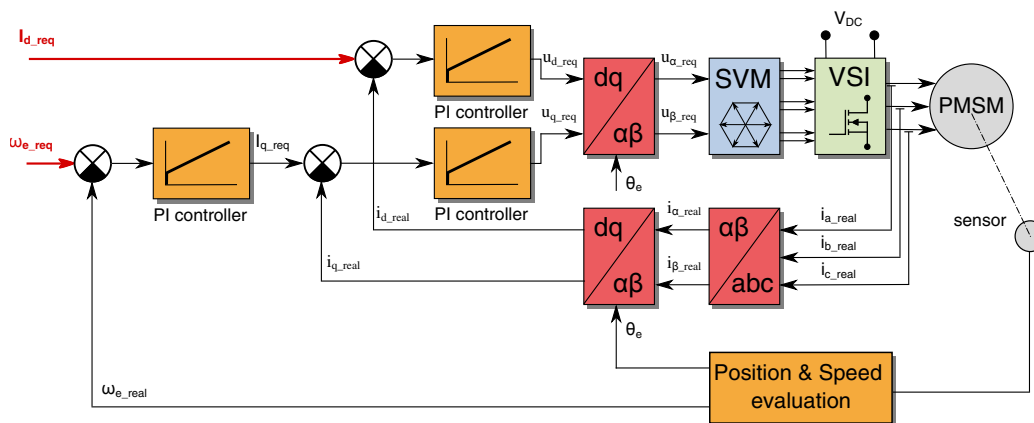 I_d_req
ω_e_req
PI controller
I_q_req
PI controller
PI controller
u_d_req
u_q_req
dq
αβ
θ_e
u_α_req
u_β_req
SVM
V_DC
VSI
PMSM
sensor
i_d_real
i_q_real
dq
αβ
θ_e
i_α_real
i_β_real
αβ
abc
i_a_real
i_b_real
i_c_real
Position & Speed
evaluation
ω_e_real